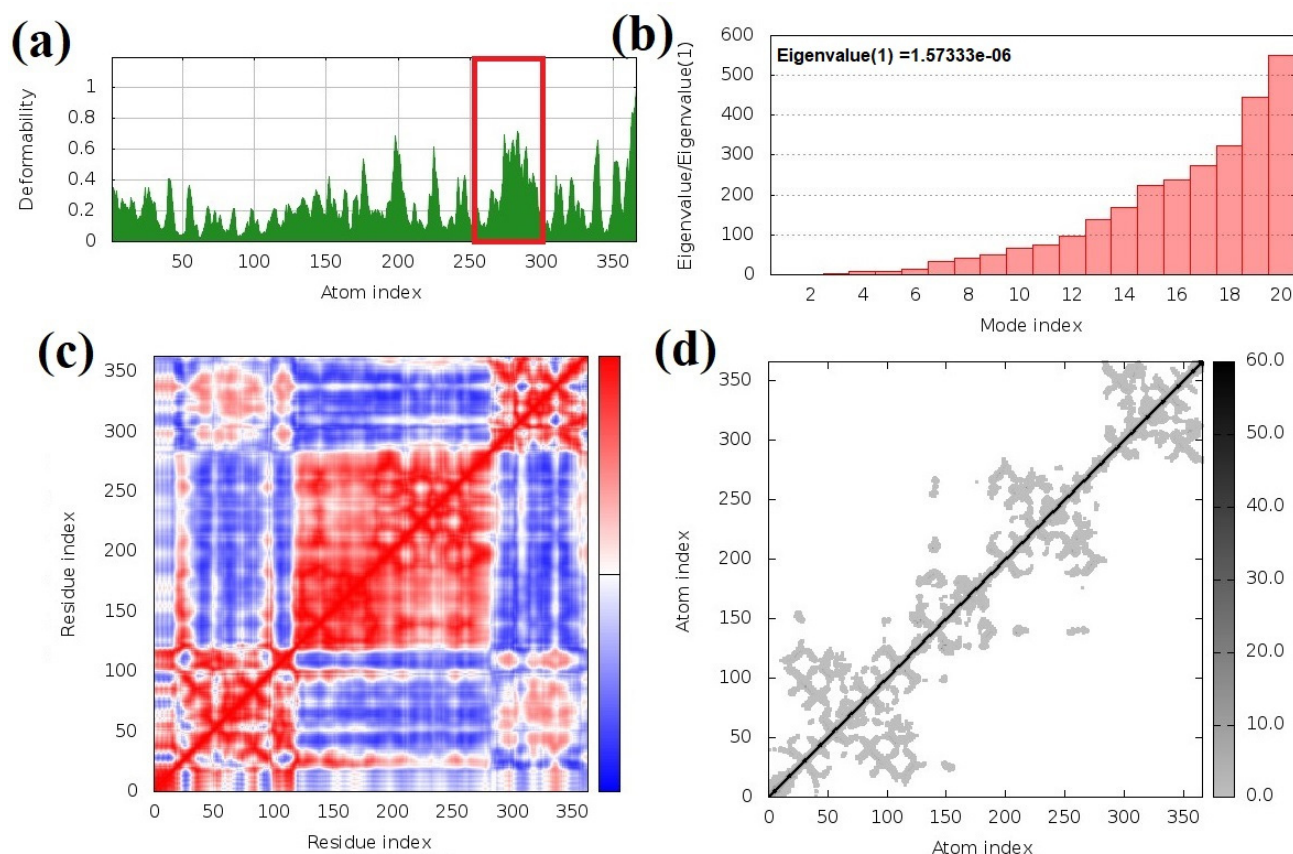 (a)
Deformability
1
0.8
0.6
0.4
0.2
0
50 100 150 200 250 300 350
Atom index
(b)
Eigenvalue(1) =1.57333e-06
Eigenvalue/Eigenvalue(1)
600
500
400
300
200
100
0
2 4 6 8 10 12 14 16 18 20
Mode index
(c)
Residue index
350
300
250
200
150
100
50
0
0 50 100 150 200 250 300 350
Residue index
(d)
Atom index
350
300
250
200
150
100
50
0
0 50 100 150 200 250 300 350
Atom index
60.0
50.0
40.0
30.0
20.0
10.0
0.0